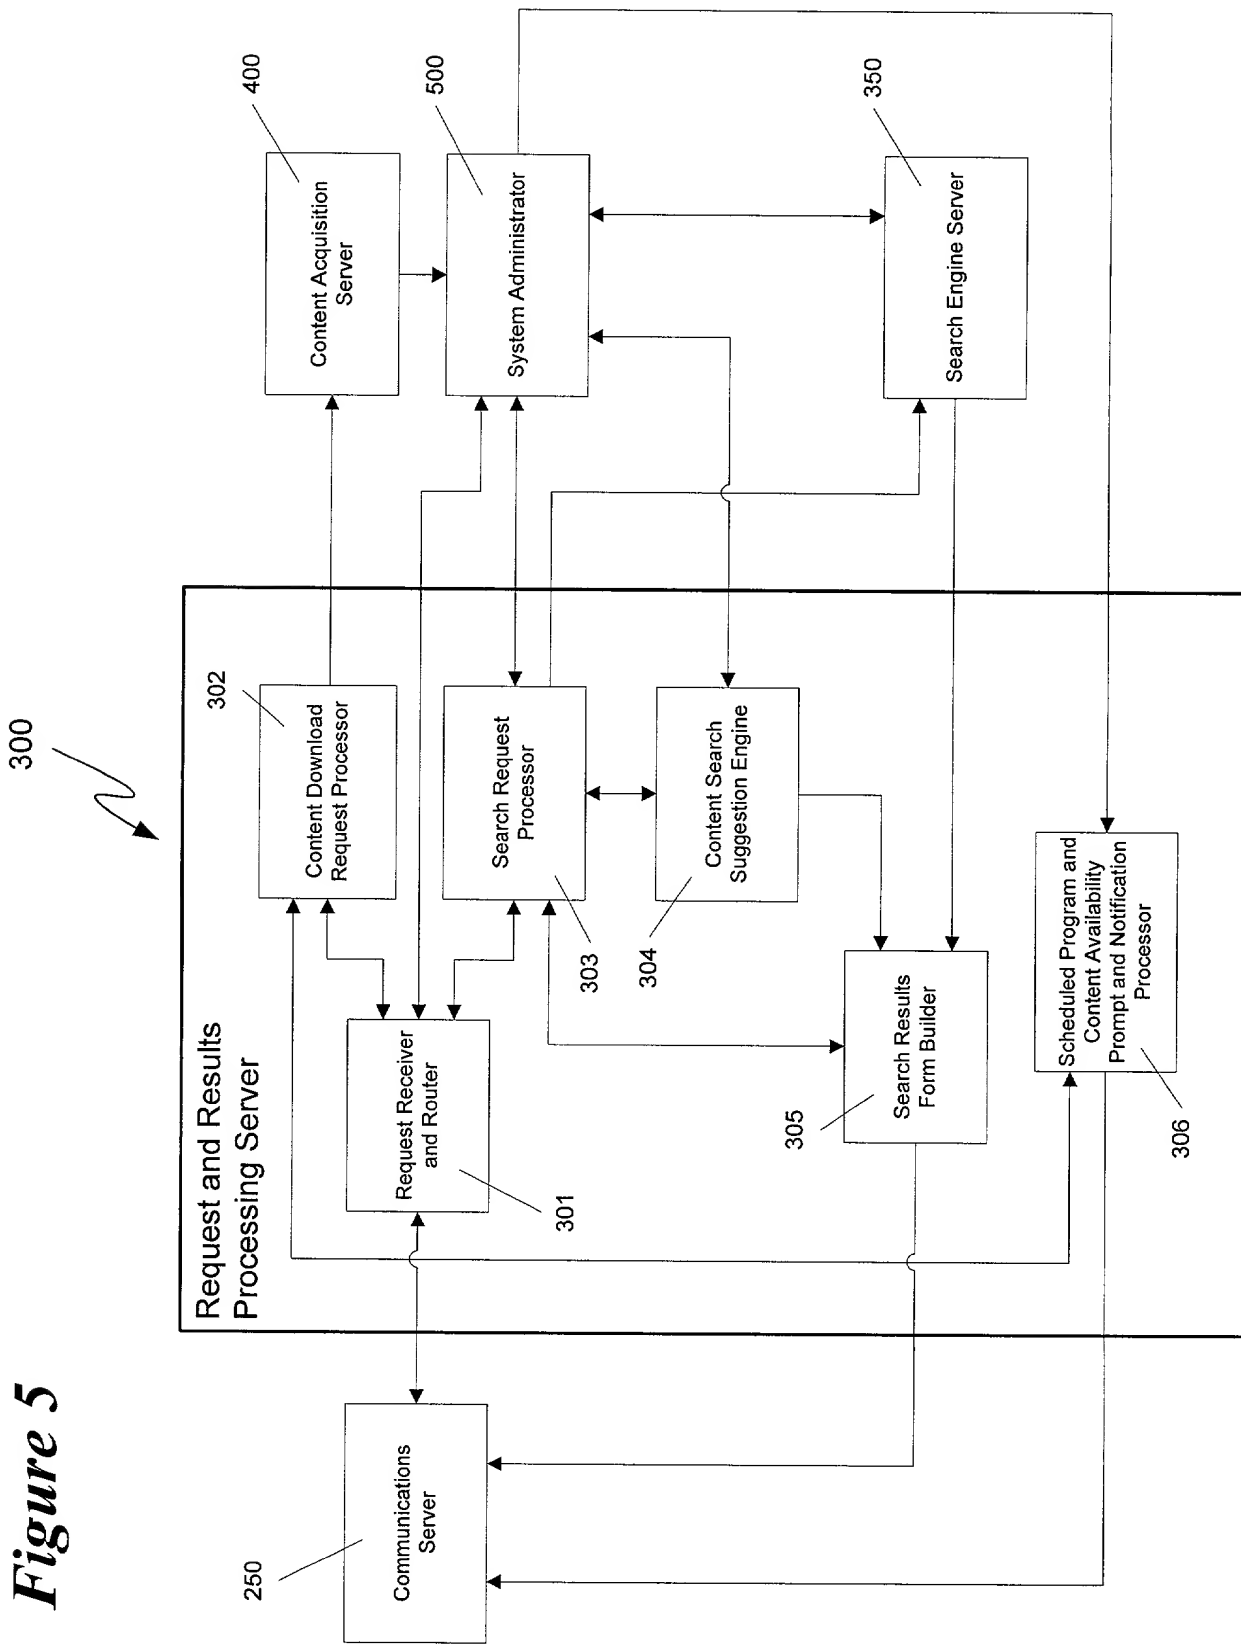 Figure 5
300
Request and Results
Processing Server
Communications
Server
250
Request Receiver
and Router
301
Content Download
Request Processor
302
Search Request
Processor
303
Content Search
Suggestion Engine
304
Search Results
Form Builder
305
Scheduled Program and
Content Availability
Prompt and Notification
Processor
306
Content Acquisition
Server
400
System Administrator
500
Search Engine Server
350